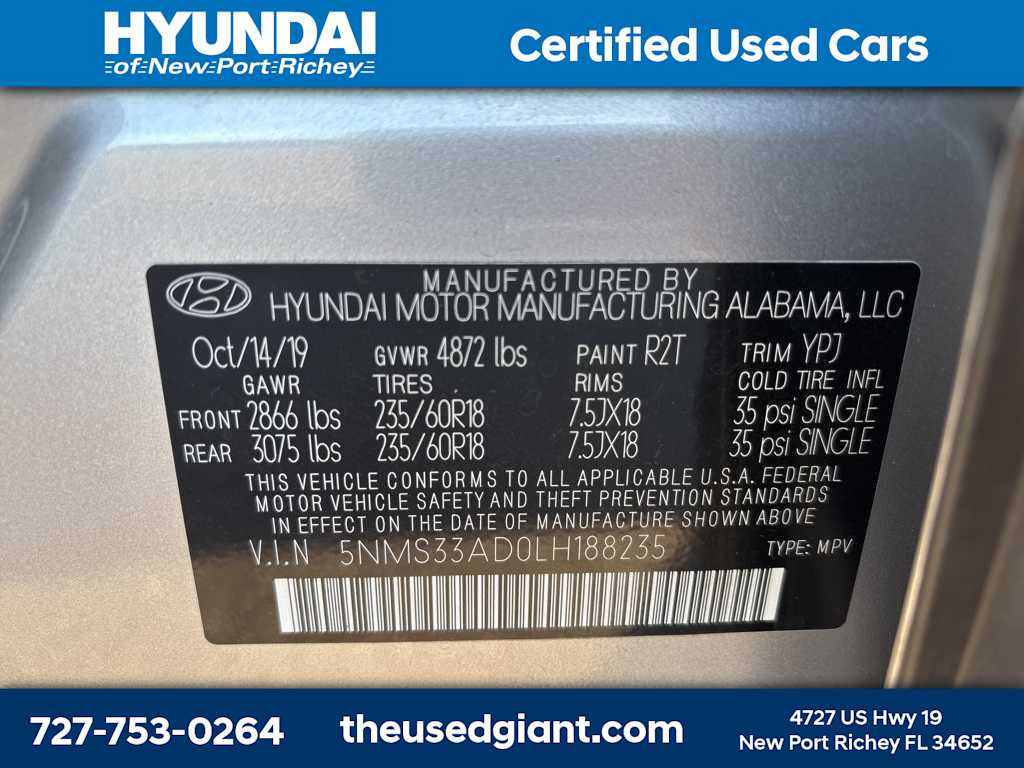 HYUNDAI
of New Port Richey
Certified Used Cars
MANUFACTURED BY
HYUNDAI MOTOR MANUFACTURING ALABAMA, LLC
Oct/14/19 GVWR 4872 lbs PAINT R2T TRIM YPJ
GAWR TIRES RIMS COLD TIRE INFL
FRONT 2866 lbs 235/60R18 7.5JX18 35 psi SINGLE
REAR 3075 lbs 235/60R18 7.5JX18 35 psi SINGLE
THIS VEHICLE CONFORMS TO ALL APPLICABLE U.S.A. FEDERAL
MOTOR VEHICLE SAFETY AND THEFT PREVENTION STANDARDS
IN EFFECT ON THE DATE OF MANUFACTURE SHOWN ABOVE
V.I.N 5NMS33AD0LH188235 TYPE: MPV
727-753-0264
theusedgiant.com
4727 US Hwy 19
New Port Richey FL 34652